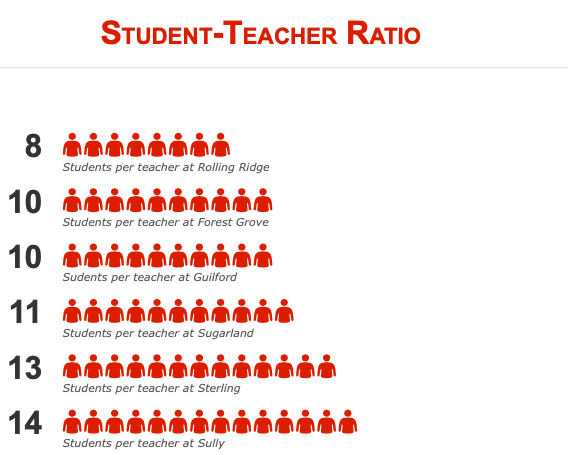 Student-Teacher Ratio
8
Students per teacher at Rolling Ridge
10
Students per teacher at Forest Grove
10
Sudents per teacher at Guilford
11
Students per teacher at Sugarland
13
Students per teacher at Sterling
14
Students per teacher at Sully